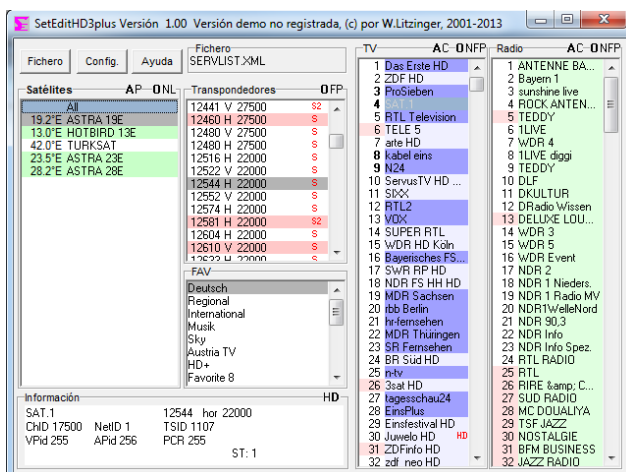 SetEditHD3plus Versión 1.00 Versión demo no registrada, (c) por W.Litzinger, 2001-2013
Fichero Config. Ayuda
Fichero
SERVLIST.XML
Satélites AP ONL
All
19.2°E ASTRA 19E
13.0°E HOTBIRD 13E
42.0°E TURKSAT
23.5°E ASTRA 23E
28.2°E ASTRA 28E
Transpondedores OFP
12441 V 27500 S2
12460 H 27500 S
12480 V 27500 S
12480 H 27500 S
12516 H 22000 S
12522 V 22000 S
12544 H 22000 S
12552 V 22000 S
12574 H 22000 S
12581 H 22000 S2
12604 H 22000 S
12610 V 22000 S
12633 H 22000 S
FAV
Deutsch
Regional
International
Musik
Sky
Austria TV
HD+
Favorite 8
TV AC ONFP
1 Das Erste HD
2 ZDF HD
3 ProSieben
4 SAT.1
5 RTL Television
6 TELE 5
7 arte HD
8 kabel eins
9 N24
10 ServusTV HD ...
11 SIXX
12 RTL2
13 VOX
14 SUPER RTL
15 WDR HD Köln
16 Bayerisches FS...
17 SWR RP HD
18 NDR FS HH HD
19 MDR Sachsen
20 rbb Berlin
21 hr-fernsehen
22 MDR Thüringen
23 SR Fernsehen
24 BR Süd HD
25 n-tv
26 3sat HD
27 tagesschau24
28 EinsPlus
29 Einsfestival HD
30 Juwelo HD HD
31 ZDFinfo HD
32 zdf_neo HD
Radio AC ONFP
1 ANTENNE BA...
2 Bayern 1
3 sunshine live
4 ROCK ANTEN...
5 TEDDY
6 1LIVE
7 WDR 4
8 1LIVE diggi
9 TEDDY
10 DLF
11 DKULTUR
12 DRadio Wissen
13 DELUXE LOU...
14 WDR 3
15 WDR 5
16 WDR Event
17 NDR 2
18 NDR 1 Nieders.
19 NDR 1 Radio MV
20 NDR1WelleNord
21 NDR 90,3
22 NDR Info
23 NDR Info Spez.
24 RTL RADIO
25 RTL
26 RIRE &amp; C...
27 SUD RADIO
28 MC DOUALIYA
29 TSF JAZZ
30 NOSTALGIE
31 BFM BUSINESS
32 JAZZ RADIO
Información HD
SAT.1 12544 hor 22000
ChID 17500 NetID 1 TSID 1107
VPid 255 APid 256 PCR 255
ST: 1